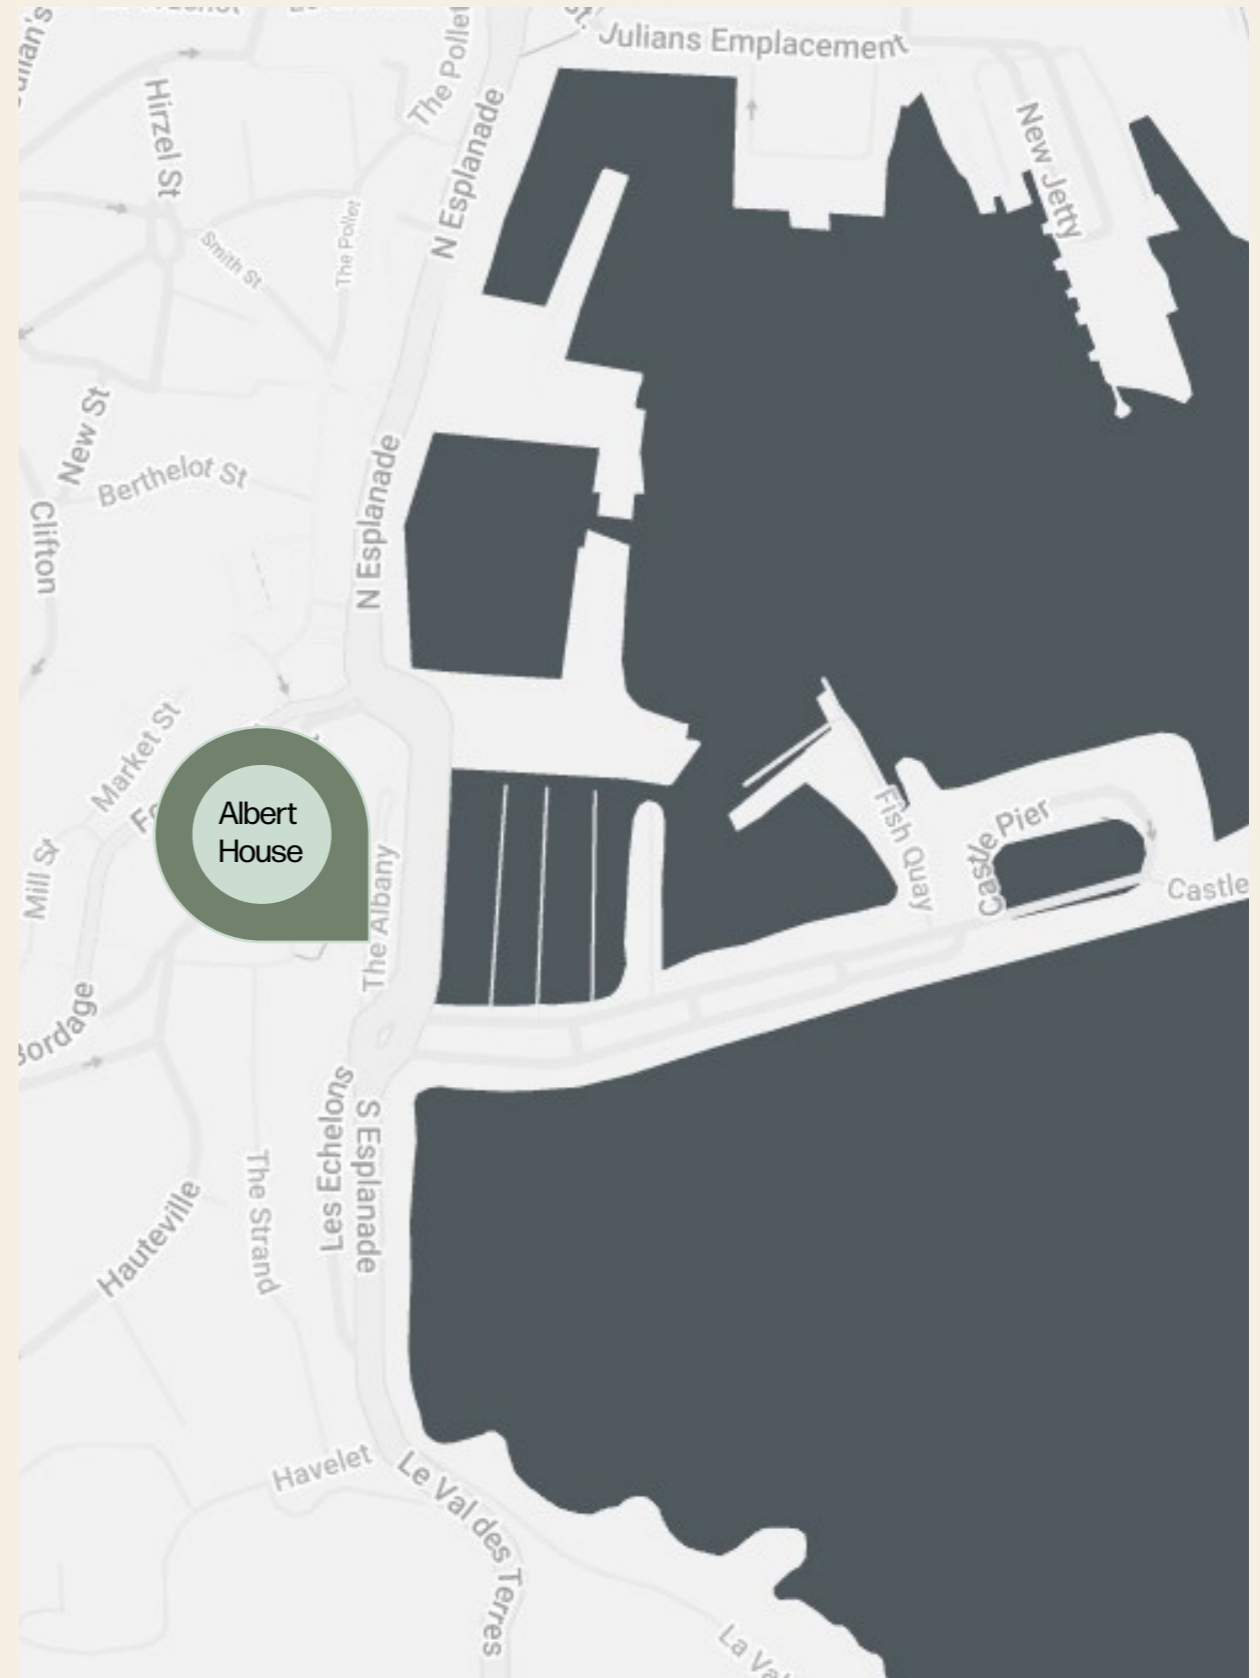 Julians Emplacement
The Pollet
Hirzel St
N Esplanade
New Jetty
Smith St
The Pollet
New St
Berthelot St
N Esplanade
Clifton
Market St
Albert
House
Fish Quay
Castle Pier
Mill St
The Albany
Castle
Bordage
Les Echelons
S Esplanade
The Strand
Hauteville
Havelet
Le Val des Terres
La Val